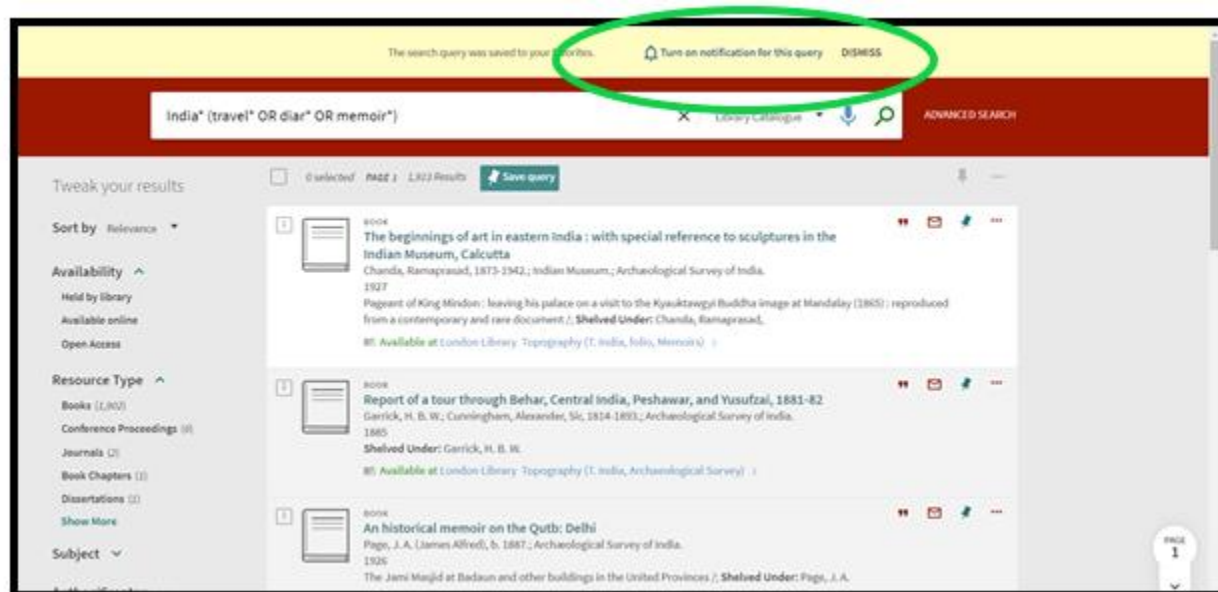 The search query was saved to your favorites. Turn on notification for this query DISMISS
India* (travel* OR diar* OR memoir*) Library Catalogue ADVANCED SEARCH
Tweak your results
Sort by Relevance
Availability
Held by library
Available online
Open Access
Resource Type
Books (1,902)
Conference Proceedings
Journals (2)
Book Chapters (1)
Dissertations (1)
Show More
Subject
0 selected PAGE 1 1,913 Results Save query
1
BOOK
The beginnings of art in eastern India : with special reference to sculptures in the
Indian Museum, Calcutta
Chanda, Ramaprasad, 1873-1942.; Indian Museum.; Archaeological Survey of India.
1927
Pageant of King Mindon : leaving his palace on a visit to the Kyauktawgyi Buddha image at Mandalay (1865) : reproduced
from a contemporary and rare document /; Shelved Under: Chanda, Ramaprasad,
Available at London Library Topography (T. India, folio, Memoirs)
BOOK
Report of a tour through Behar, Central India, Peshawar, and Yusufzai, 1881-82
Garrick, H. B. W.; Cunningham, Alexander, Sir, 1814-1893.; Archaeological Survey of India.
1885
Shelved Under: Garrick, H. B. W.
Available at London Library Topography (T. India, Archaeological Survey)
BOOK
An historical memoir on the Qutb: Delhi
Page, J. A. (James Alfred), b. 1887.; Archaeological Survey of India.
1926
The Jami Masjid at Badaun and other buildings in the United Provinces /; Shelved Under: Page, J. A.
PAGE
1